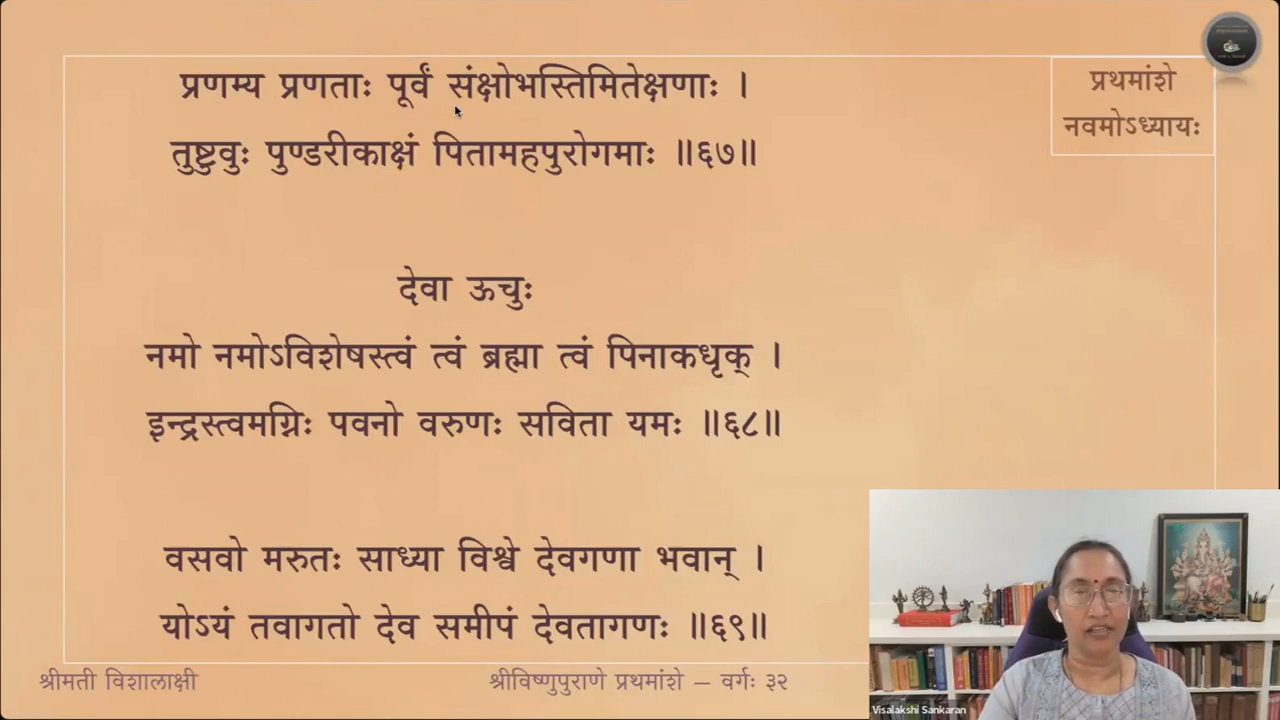 प्रणम्य प्रणताः पूर्वं संक्षोभस्तिमितेक्षणाः ।
तुष्टुवुः पुण्डरीकाक्षं पितामहपुरोगमाः ॥६७॥
प्रथमांशे
नवमोऽध्यायः
देवा ऊचुः
नमो नमोऽविशेषस्त्वं त्वं ब्रह्मा त्वं पिनाकधृक् ।
इन्द्रस्त्वमग्निः पवनो वरुणः सविता यमः ॥६८॥
वसवो मरुतः साध्या विश्वे देवगणा भवान् ।
योऽयं तवागतो देव समीपं देवतागणः ॥६९॥
श्रीमती विशालाक्षी
श्रीविष्णुपुराणे प्रथमांशे – वर्गः ३२
Visalakshi Sankaran